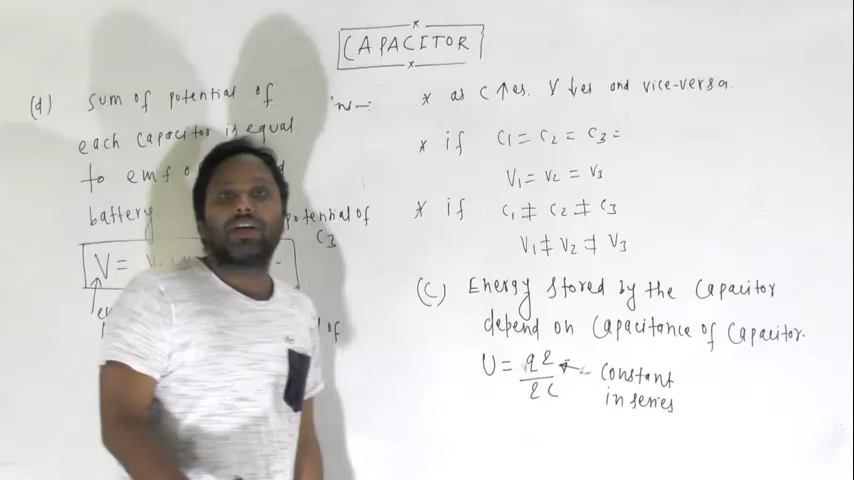 CAPACITOR
(d) Sum of potential of
each Capacitor is equal
to emf
battery potential of
C3
V =
of
* as C ↑es. V ↓es and vice-versa.
* if C1 = C2 = C3 =
V1 = V2 = V3
* if C1 ≠ C2 ≠ C3
V1 ≠ V2 ≠ V3
(C) Energy Stored by the Capacitor
depend on Capacitance of Capacitor.
U = q2/2C ← Constant
in series